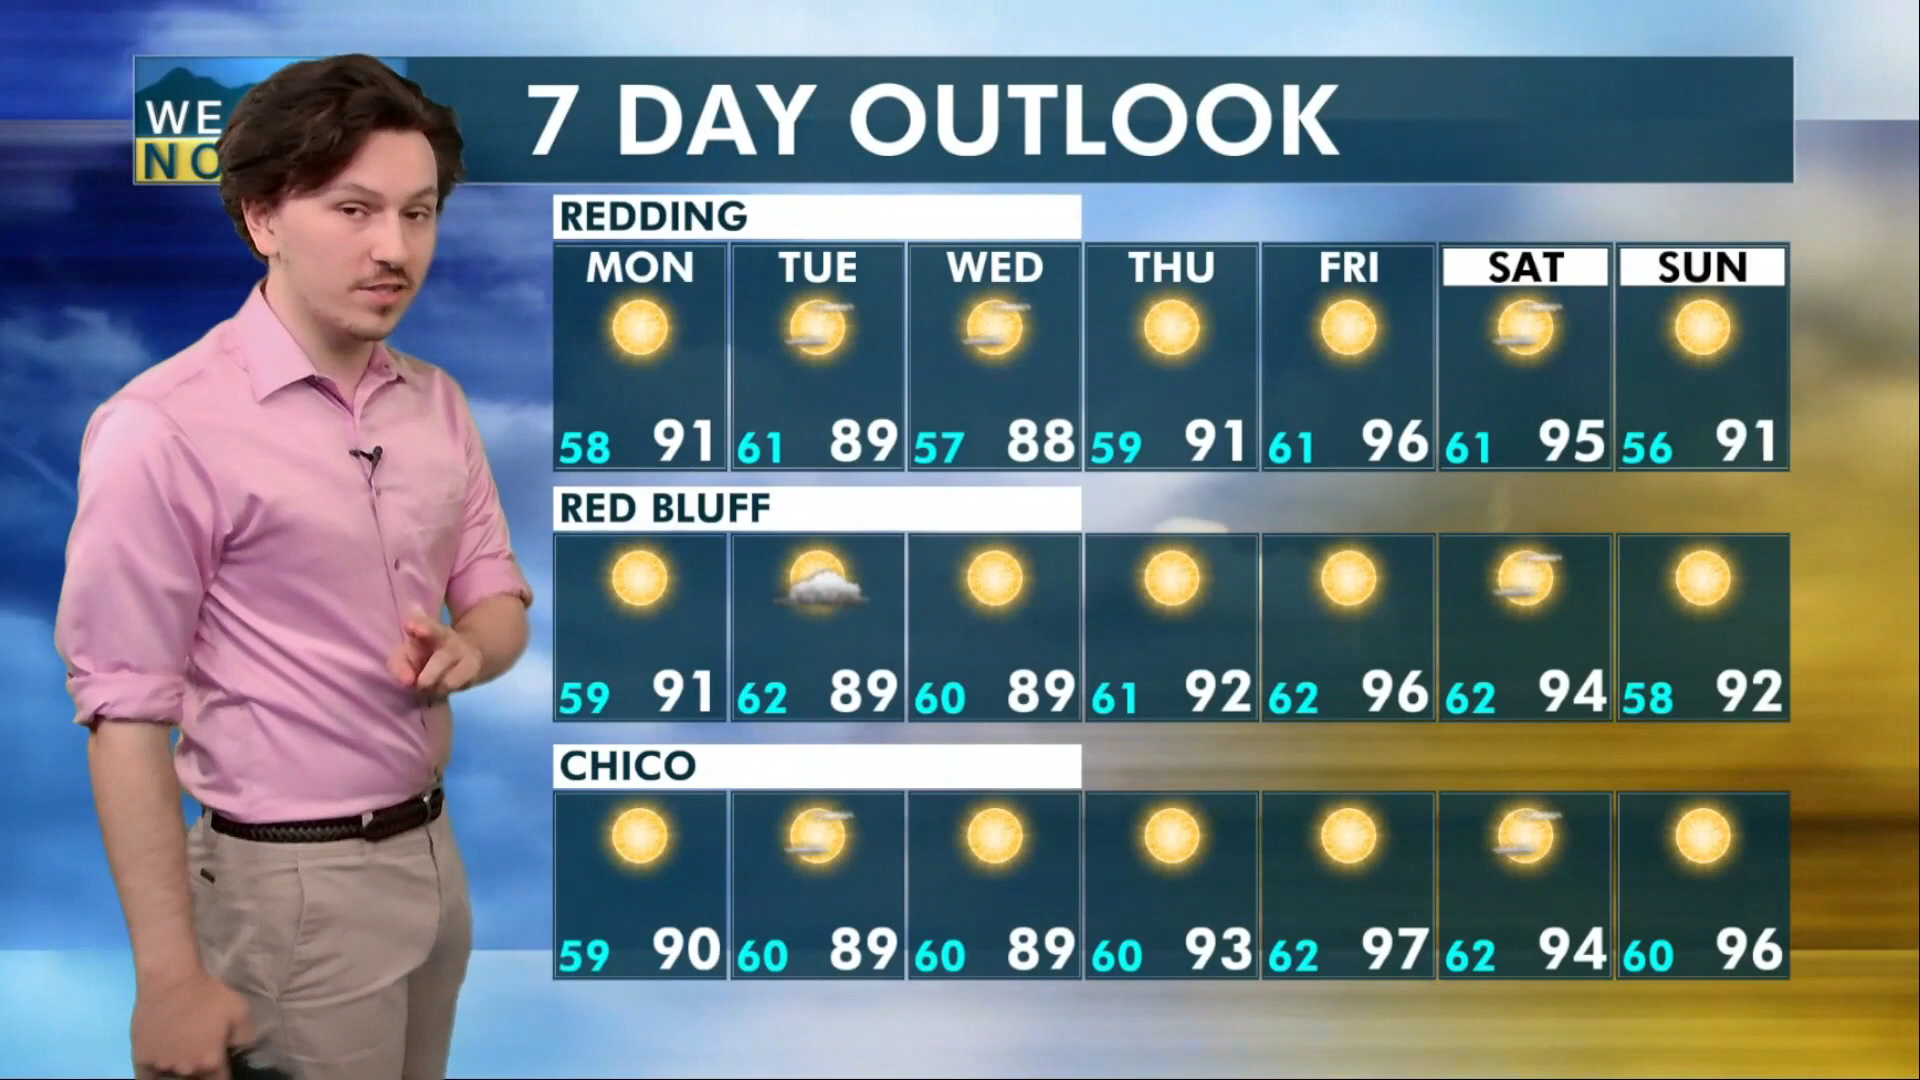 WE
NO
7 DAY OUTLOOK
REDDING
MON TUE WED THU FRI SAT SUN
58 91 61 89 57 88 59 91 61 96 61 95 56 91
RED BLUFF
59 91 62 89 60 89 61 92 62 96 62 94 58 92
CHICO
59 90 60 89 60 89 60 93 62 97 62 94 60 96